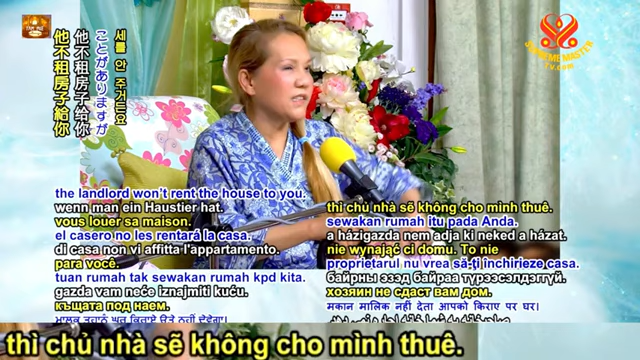 SUPREME MASTER
TV.com
세를 안 주거든요
ことがありますが
他不租房子給你
他不租房子给你
the landlord won't rent the house to you.
wenn man ein Haustier hat.
vous louer sa maison.
el casero no les rentará la casa.
di casa non vi affitta l'appartamento.
para você.
tuan rumah tak sewakan rumah kpd kita.
gazda vam neće iznajmiti kuću.
къщата под наем.
thì chủ nhà sẽ không cho mình thuê.
sewakan rumah itu pada Anda.
a házigazda nem adja ki neked a házat.
nie wynająć ci domu. To nie
proprietarul nu vrea să-ţi închirieze casa.
байрны эзэд байраа түрээсэлдэггүй.
хозяин не сдаст вам дом.
मकान मालिक नहीं देता आपको किराए पर घर।
thì chủ nhà sẽ không cho mình thuê.